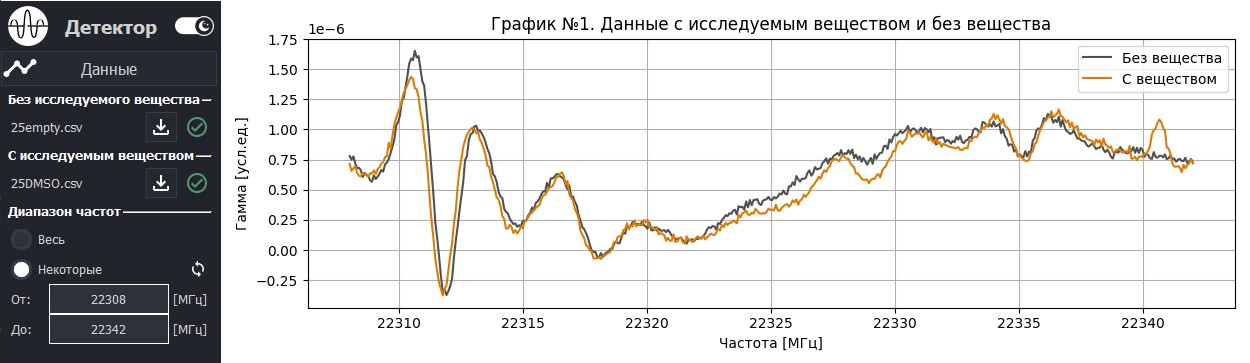 Детектор
Данные
Без исследуемого вещества
25empty.csv
С исследуемым веществом
25DMSO.csv
Диапазон частот
Весь
Некоторые
От: 22308 [МГц]
До: 22342 [МГц]
График №1. Данные с исследуемым веществом и без вещества
1e−6
Без вещества
С веществом
Гамма [усл.ед.]
1.75
1.50
1.25
1.00
0.75
0.50
0.25
0.00
−0.25
22310 22315 22320 22325 22330 22335 22340
Частота [МГц]